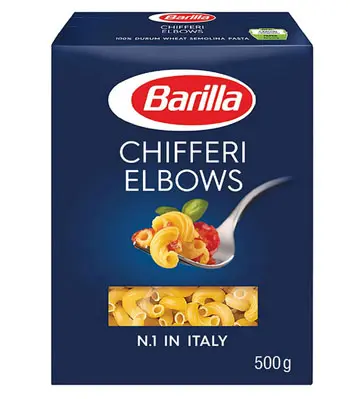 100% DURUM WHEAT SEMOLINA PASTA
Barilla
CHIFFERI
ELBOWS
N.1 IN ITALY
500g